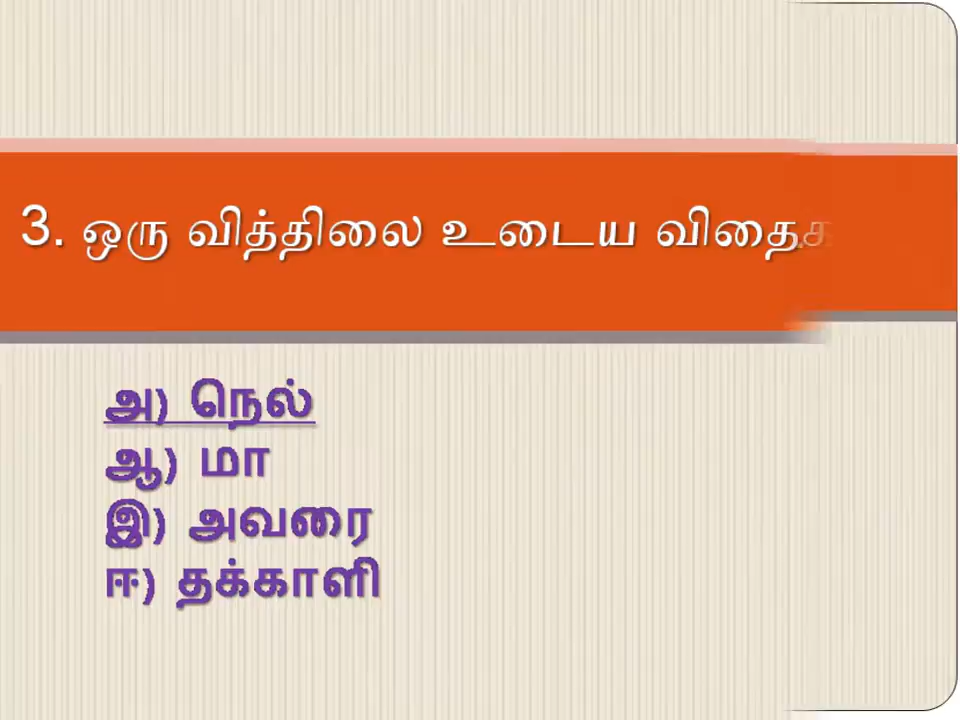 3. ஒரு வித்திலை உடைய
அ) நெல்
ஆ) மா
இ) அவரை
ஈ) தக்காளி